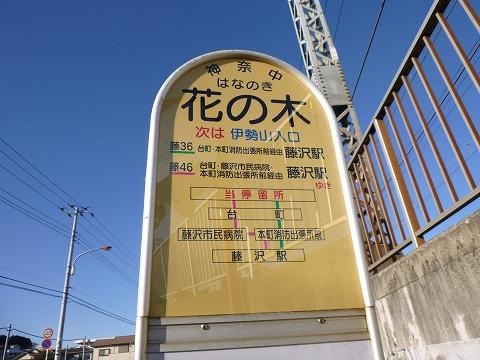 神奈中
はなのき
花の木
次は 伊勢山入口
藤36 台町・本町消防出張所前経由 藤沢駅
藤46 台町・藤沢市民病院・
本町消防出張所前経由 藤沢駅
ゆき
当停留所
台町
藤沢市民病院 本町消防出張所前
藤沢駅